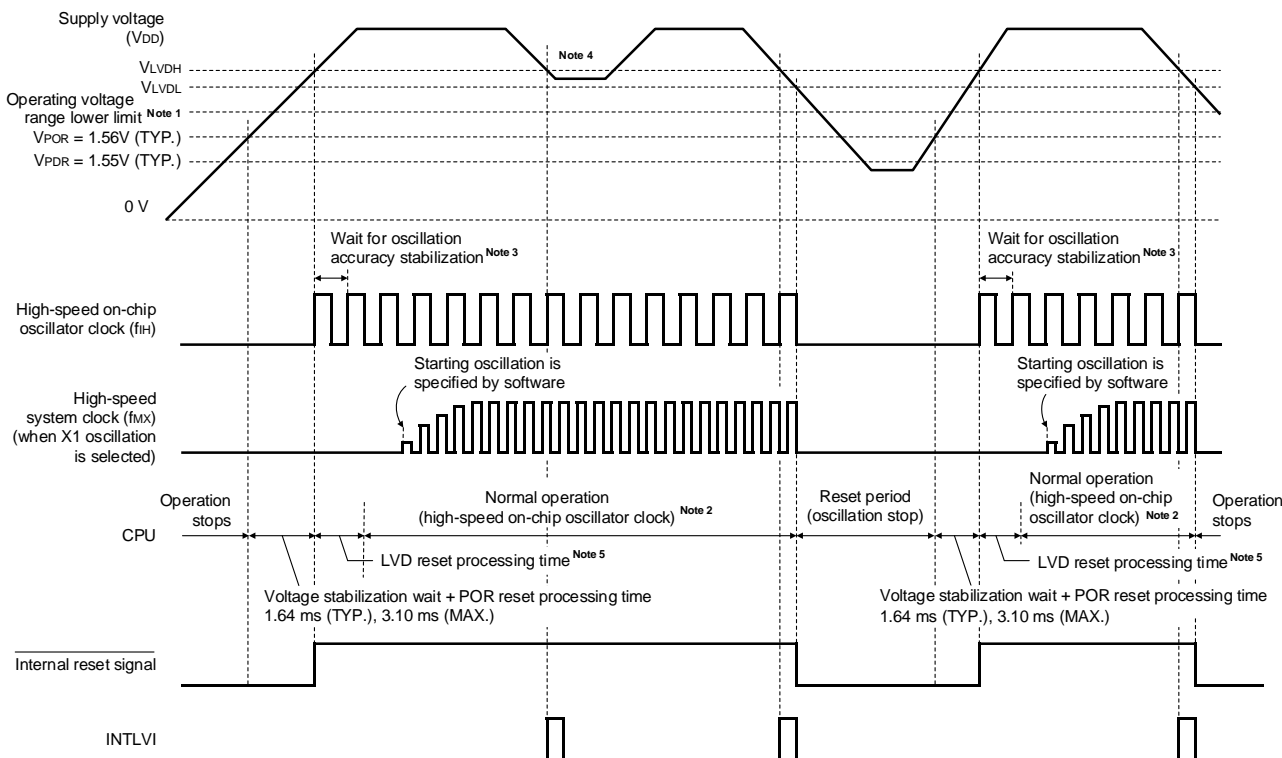 Supply voltage
(VDD)
VLVDH
VLVDL
Operating voltage
range lower limit Note 1
VPOR = 1.56V (TYP.)
VPDR = 1.55V (TYP.)
0 V
Note 4
Wait for oscillation
accuracy stabilization Note 3
Wait for oscillation
accuracy stabilization Note 3
High-speed on-chip
oscillator clock (fIH)
Starting oscillation is
specified by software
Starting oscillation is
specified by software
High-speed
system clock (fMX)
(when X1 oscillation
is selected)
CPU
Operation
stops
Normal operation
(high-speed on-chip oscillator clock) Note 2
Reset period
(oscillation stop)
Normal operation
(high-speed on-chip
oscillator clock) Note 2
Operation
stops
LVD reset processing time Note 5
LVD reset processing time Note 5
Voltage stabilization wait + POR reset processing time
1.64 ms (TYP.), 3.10 ms (MAX.)
Voltage stabilization wait + POR reset processing time
1.64 ms (TYP.), 3.10 ms (MAX.)
Internal reset signal
INTLVI